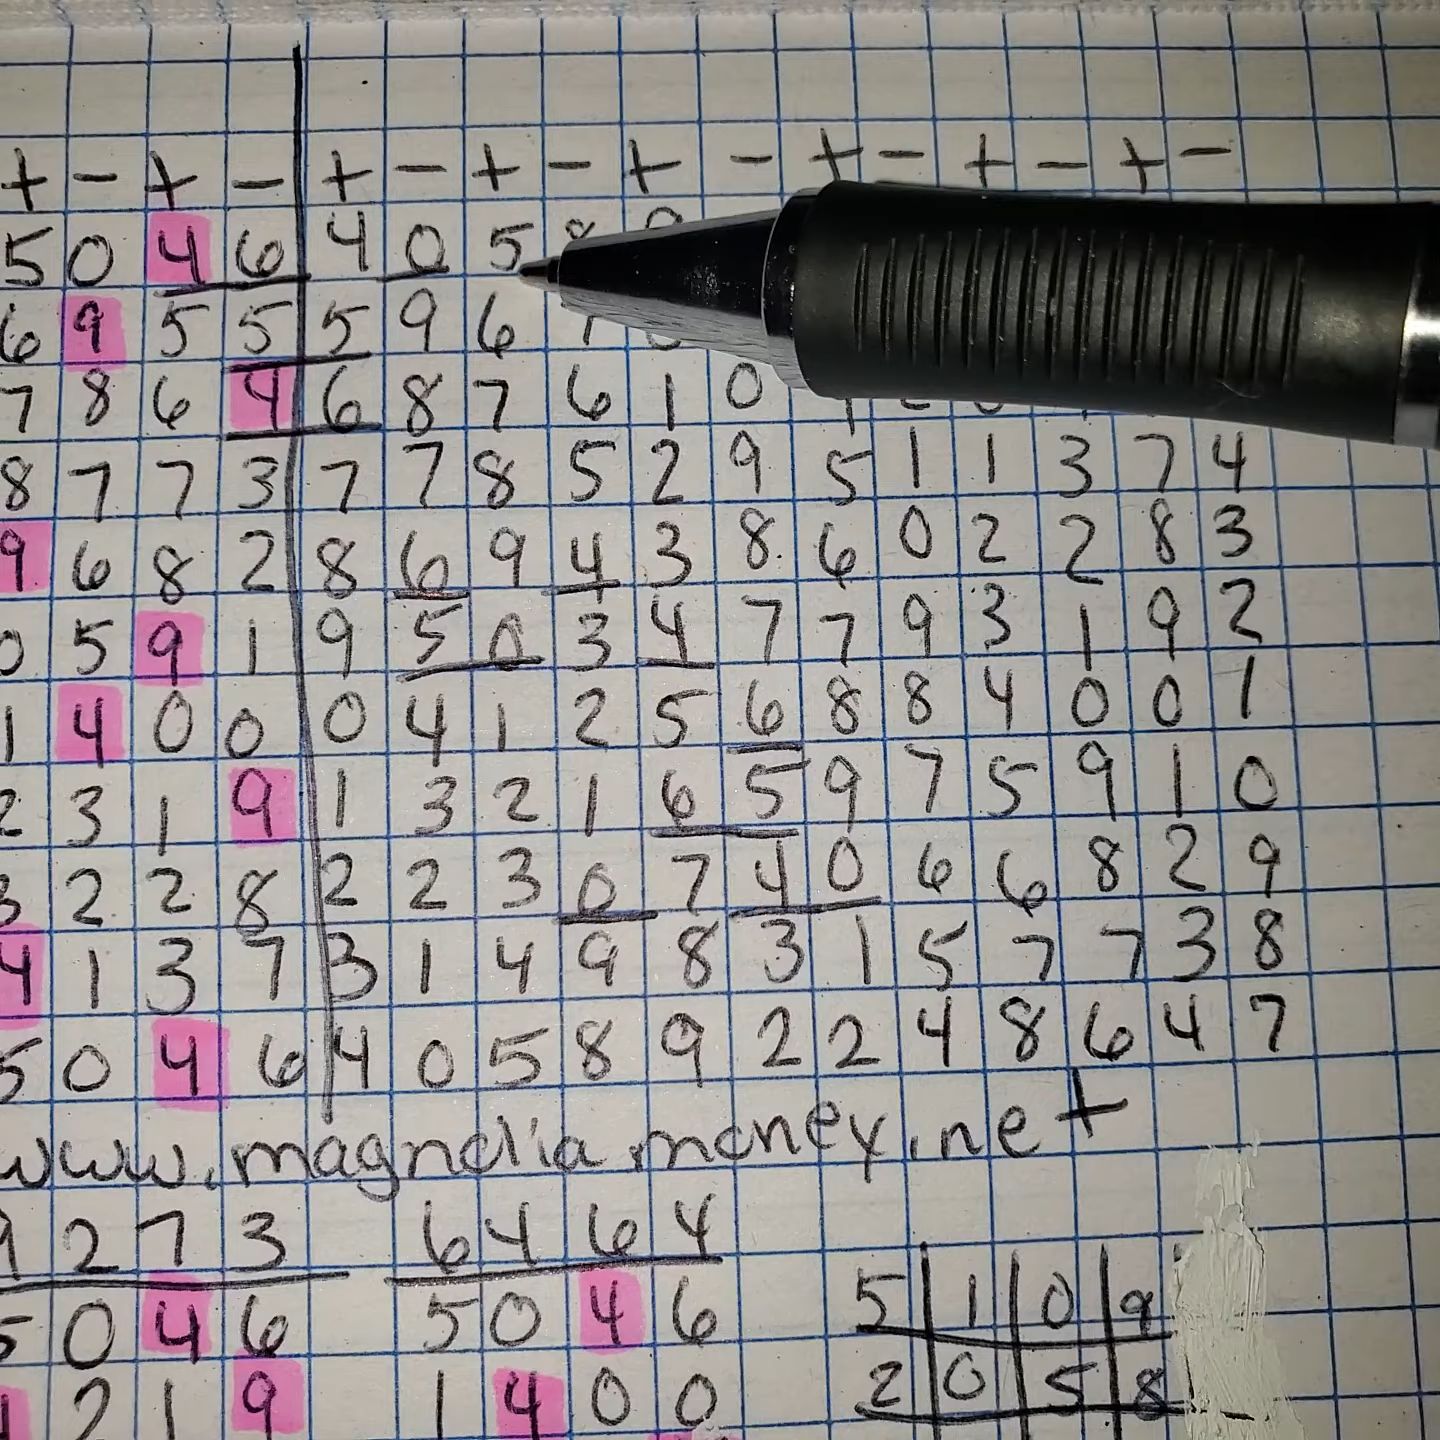 + - + - + - + - + - + - + - + -
5 0 4 6 4 0 5 8
6 9 5 5 5 9 6
7 8 6 4 6 8 7 6 1 0
8 7 7 3 7 7 8 5 2 9 5 1 1 3 7 4
9 6 8 2 8 6 9 4 3 8 6 0 2 2 8 3
0 5 9 1 9 5 0 3 4 7 7 9 3 1 9 2
1 4 0 0 0 4 1 2 5 6 8 8 4 0 0 1
2 3 1 9 1 3 2 1 6 5 9 7 5 9 1 0
3 2 2 8 2 2 3 0 7 4 0 6 6 8 2 9
4 1 3 7 3 1 4 9 8 3 1 5 7 7 3 8
5 0 4 6 4 0 5 8 9 2 2 4 8 6 4 7
www.magnoliamoney.net
9 2 7 3 6 4 6 4
5 0 4 6 5 0 4 6 5 1 0 9
1 2 1 9 1 4 0 0 2 0 5 8